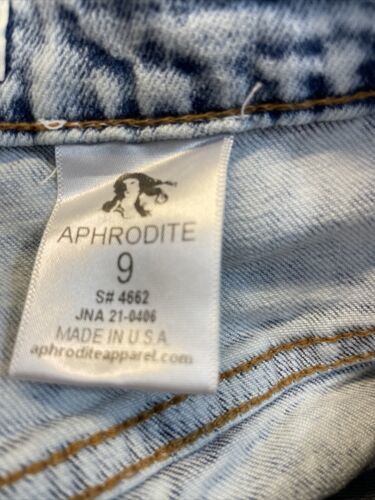 APHRODITE
9
S# 4662
JNA 21-0406
MADE IN U.S.A.
aphroditeapparel.com